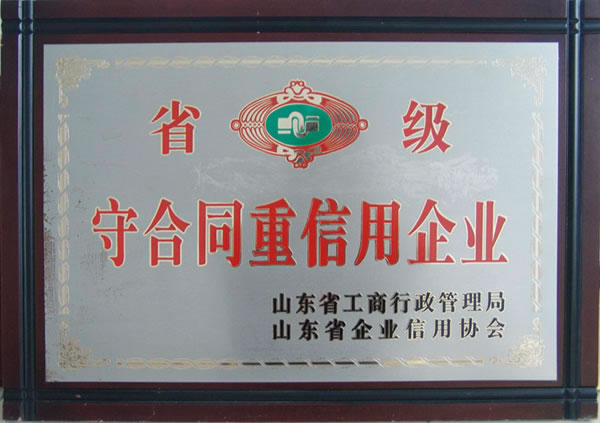 省 级
守合同重信用企业
山东省工商行政管理局
山东省企业信用协会